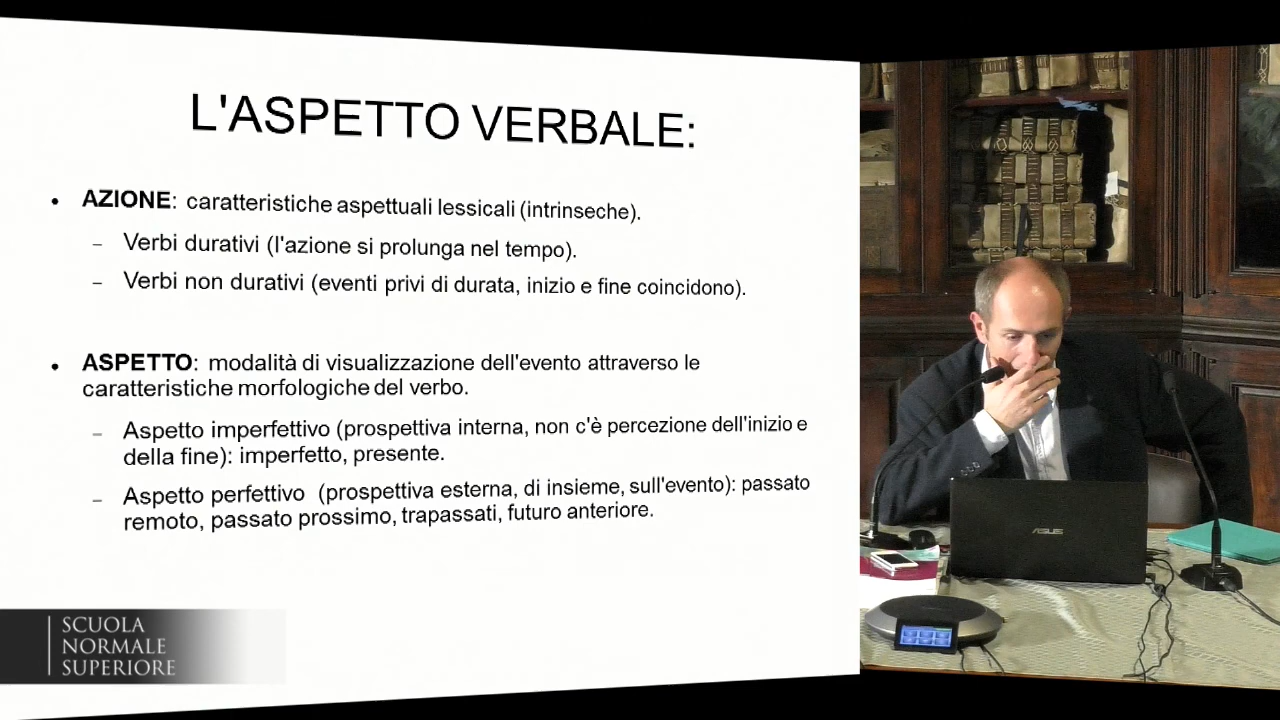 L'ASPETTO VERBALE:
• AZIONE: caratteristiche aspettuali lessicali (intrinseche).
– Verbi durativi (l'azione si prolunga nel tempo).
– Verbi non durativi (eventi privi di durata, inizio e fine coincidono).
• ASPETTO: modalità di visualizzazione dell'evento attraverso le
caratteristiche morfologiche del verbo.
– Aspetto imperfettivo (prospettiva interna, non c'è percezione dell'inizio e
della fine): imperfetto, presente.
– Aspetto perfettivo (prospettiva esterna, di insieme, sull'evento): passato
remoto, passato prossimo, trapassati, futuro anteriore.
SCUOLA
NORMALE
SUPERIORE
ASUS